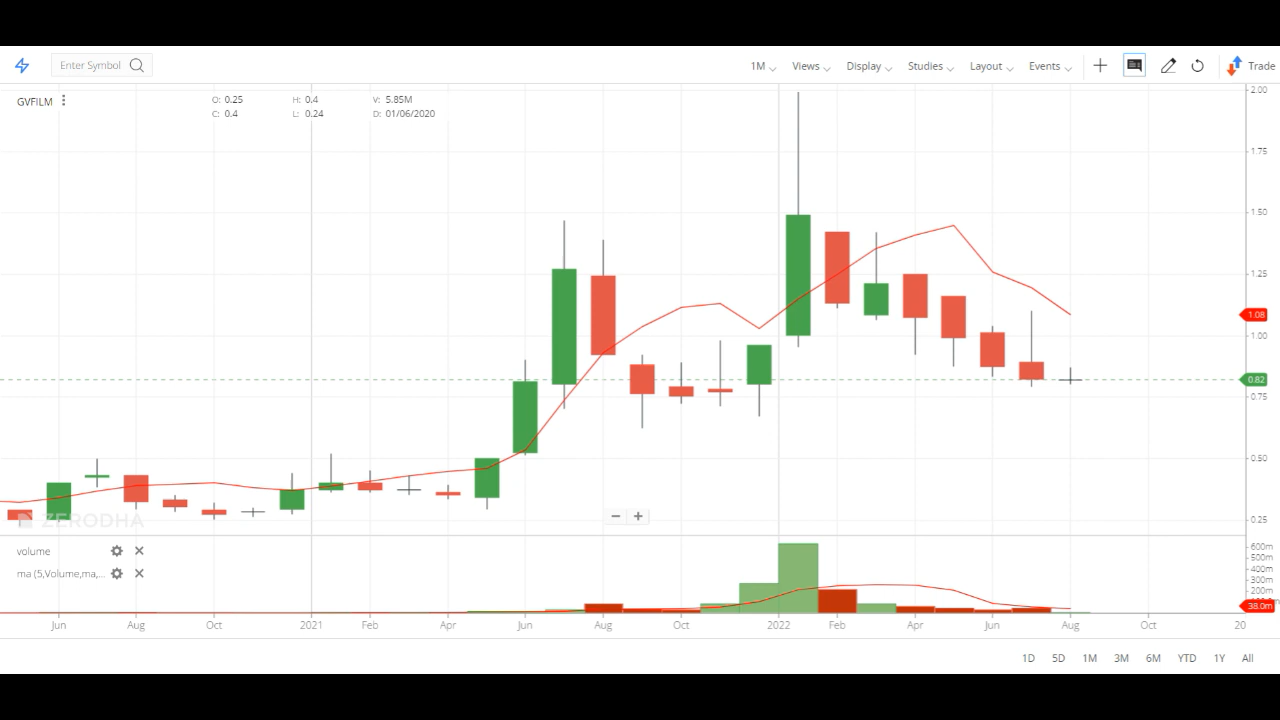 Enter Symbol 1M Views Display Studies Layout Events Trade
GVFILM O: 0.25 H: 0.4 V: 5.85M
C: 0.4 L: 0.24 D: 01/06/2020
2.00
1.75
1.50
1.25
1.08
1.00
0.82
0.75
0.50
0.25
ZERODHA
volume
ma (5,Volume,ma,...
600m
500m
400m
300m
200m
38.0m
Jun Aug Oct 2021 Feb Apr Jun Aug Oct 2022 Feb Apr Jun Aug Oct 20
1D 5D 1M 3M 6M YTD 1Y All